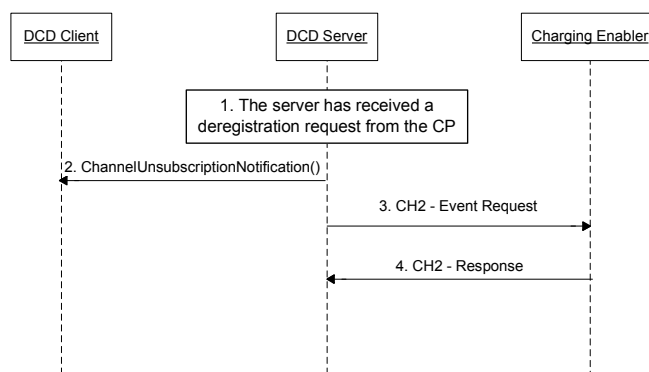 DCD Client
DCD Server
Charging Enabler
1. The server has received a
deregistration request from the CP
2. ChannelUnsubscriptionNotification()
3. CH2 - Event Request
4. CH2 - Response